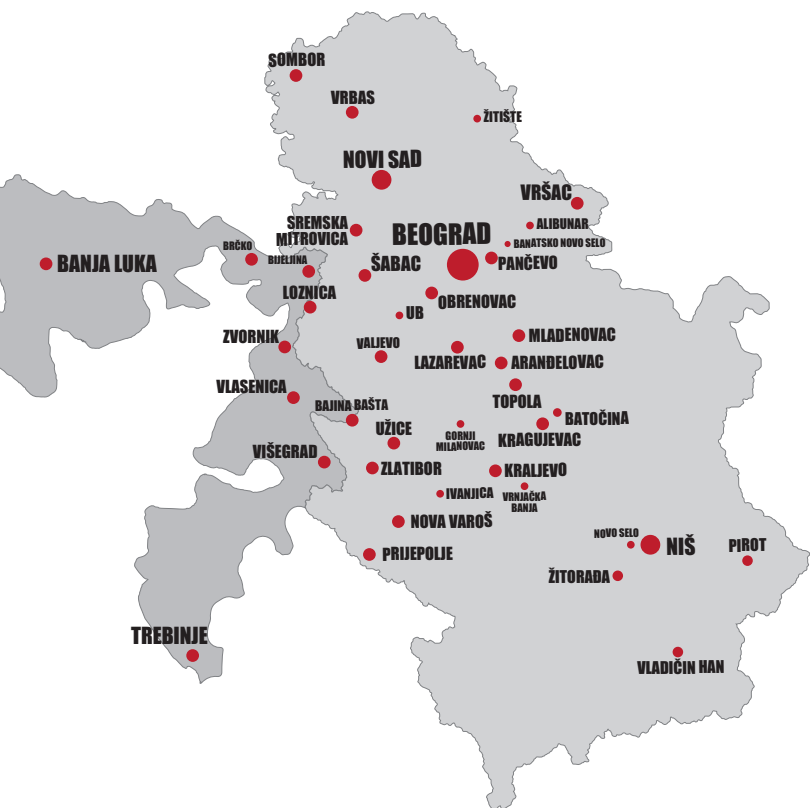 SOMBOR
VRBAS
ŽITIŠTE
NOVI SAD
VRŠAC
SREMSKA
MITROVICA
BEOGRAD
ALIBUNAR
BANATSKO NOVO SELO
BRČKO
BIJELJINA
BANJA LUKA
ŠABAC
PANČEVO
LOZNICA
OBRENOVAC
UB
ZVORNIK
VALJEVO
MLADENOVAC
LAZAREVAC
ARANĐELOVAC
VLASENICA
TOPOLA
BAJINA BAŠTA
BATOČINA
UŽICE
GORNJI
MILANOVAC
KRAGUJEVAC
VIŠEGRAD
ZLATIBOR
KRALJEVO
IVANJICA
VRNJAČKA
BANJA
NOVA VAROŠ
NOVO SELO
NIŠ
PIROT
PRIJEPOLJE
ŽITORAĐA
TREBINJE
VLADIČIN HAN